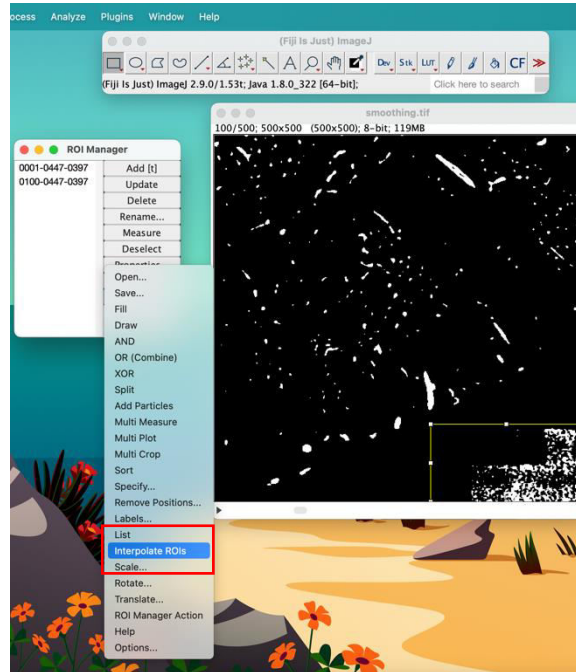 ocess Analyze Plugins Window Help
(Fiji Is Just) ImageJ
Dev Stk LUT CF
(Fiji Is Just) ImageJ 2.9.0/1.53t; Java 1.8.0_322 [64-bit];
Click here to search
smoothing.tif
100/500; 500x500 (500x500); 8-bit; 119MB
ROI Manager
0001-0447-0397
0100-0447-0397
Add [t]
Update
Delete
Rename...
Measure
Deselect
Properties...
Open...
Save...
Fill
Draw
AND
OR (Combine)
XOR
Split
Add Particles
Multi Measure
Multi Plot
Multi Crop
Sort
Specify...
Remove Positions...
Labels...
List
Interpolate ROIs
Scale...
Rotate...
Translate...
ROI Manager Action
Help
Options...